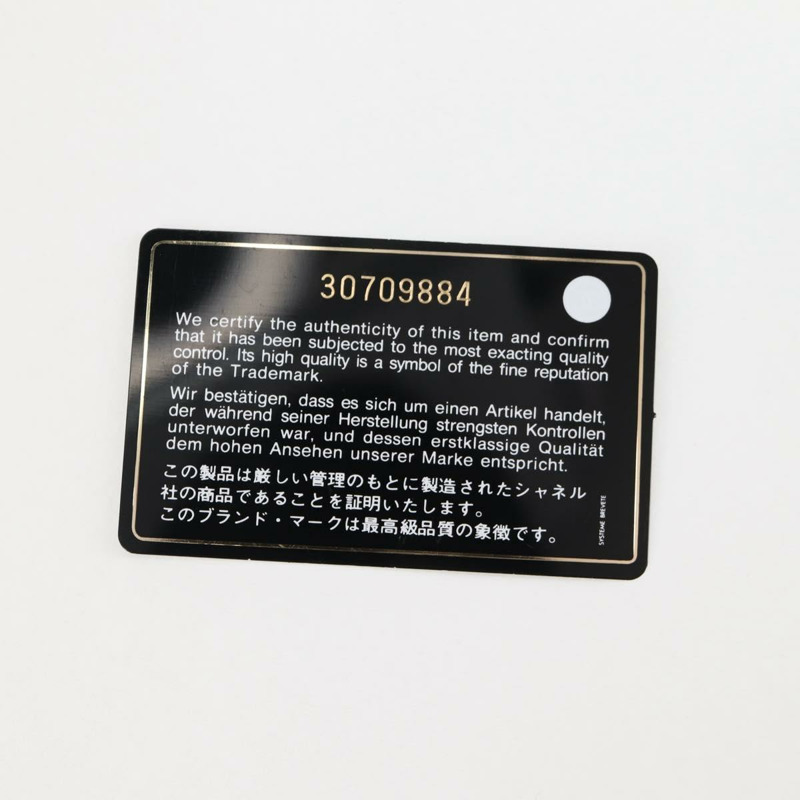 30709884
We certify the authenticity of this item and confirm
that it has been subjected to the most exacting quality
control. Its high quality is a symbol of the fine reputation
of the Trademark.
Wir bestätigen, dass es sich um einen Artikel handelt,
der während seiner Herstellung strengsten Kontrollen
unterworfen war, und dessen erstklassige Qualität
dem hohen Ansehen unserer Marke entspricht.
この製品は厳しい管理のもとに製造されたシャネル
社の商品であることを証明いたします。
このブランド・マークは最高級品質の象徴です。
SYSTEME BREVETE